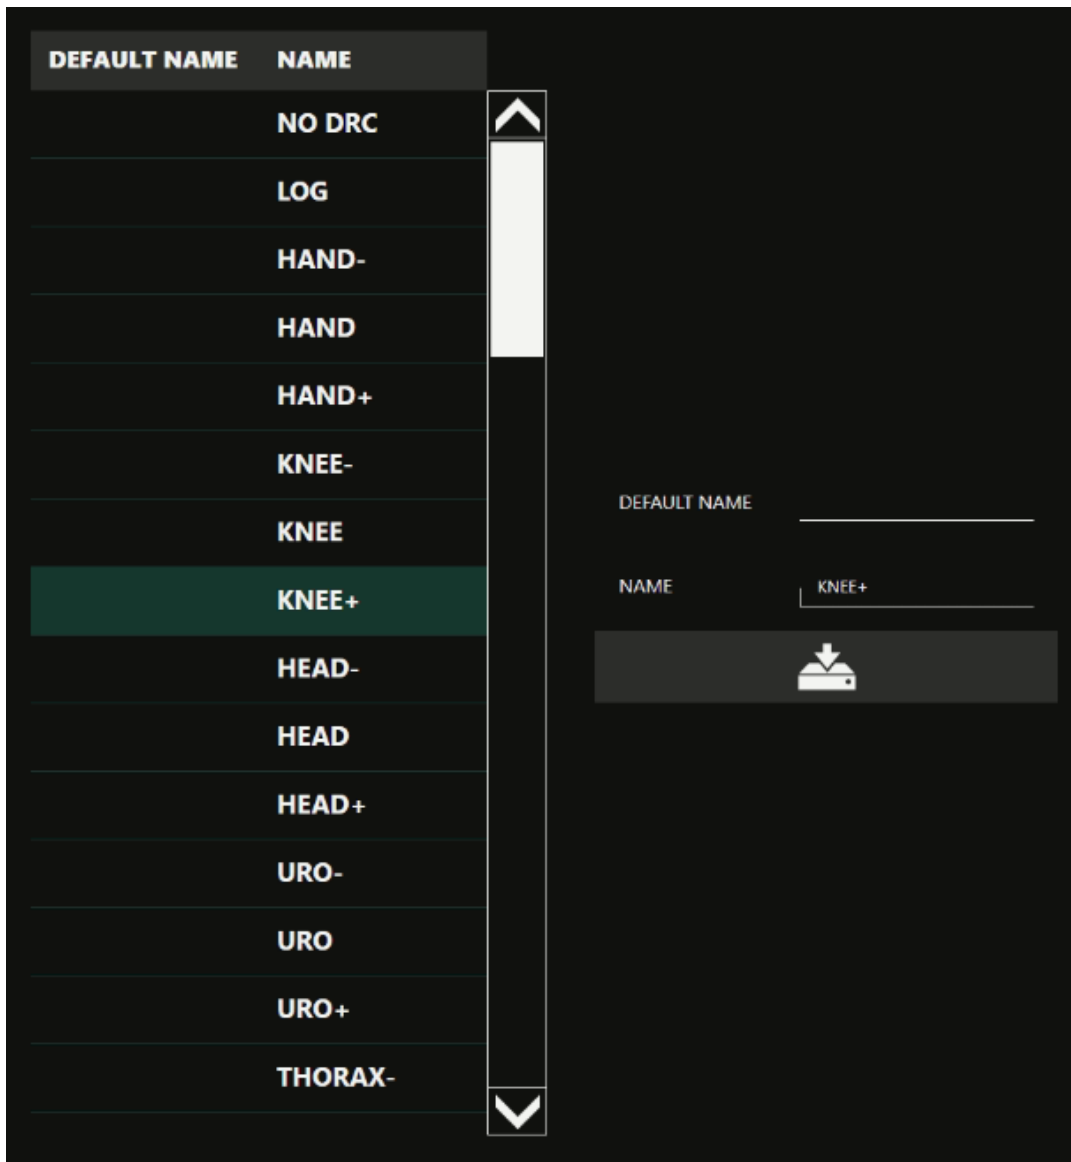 DEFAULT NAME NAME
NO DRC
LOG
HAND-
HAND
HAND+
KNEE-
KNEE
KNEE+
HEAD-
HEAD
HEAD+
URO-
URO
URO+
THORAX-
DEFAULT NAME
NAME KNEE+